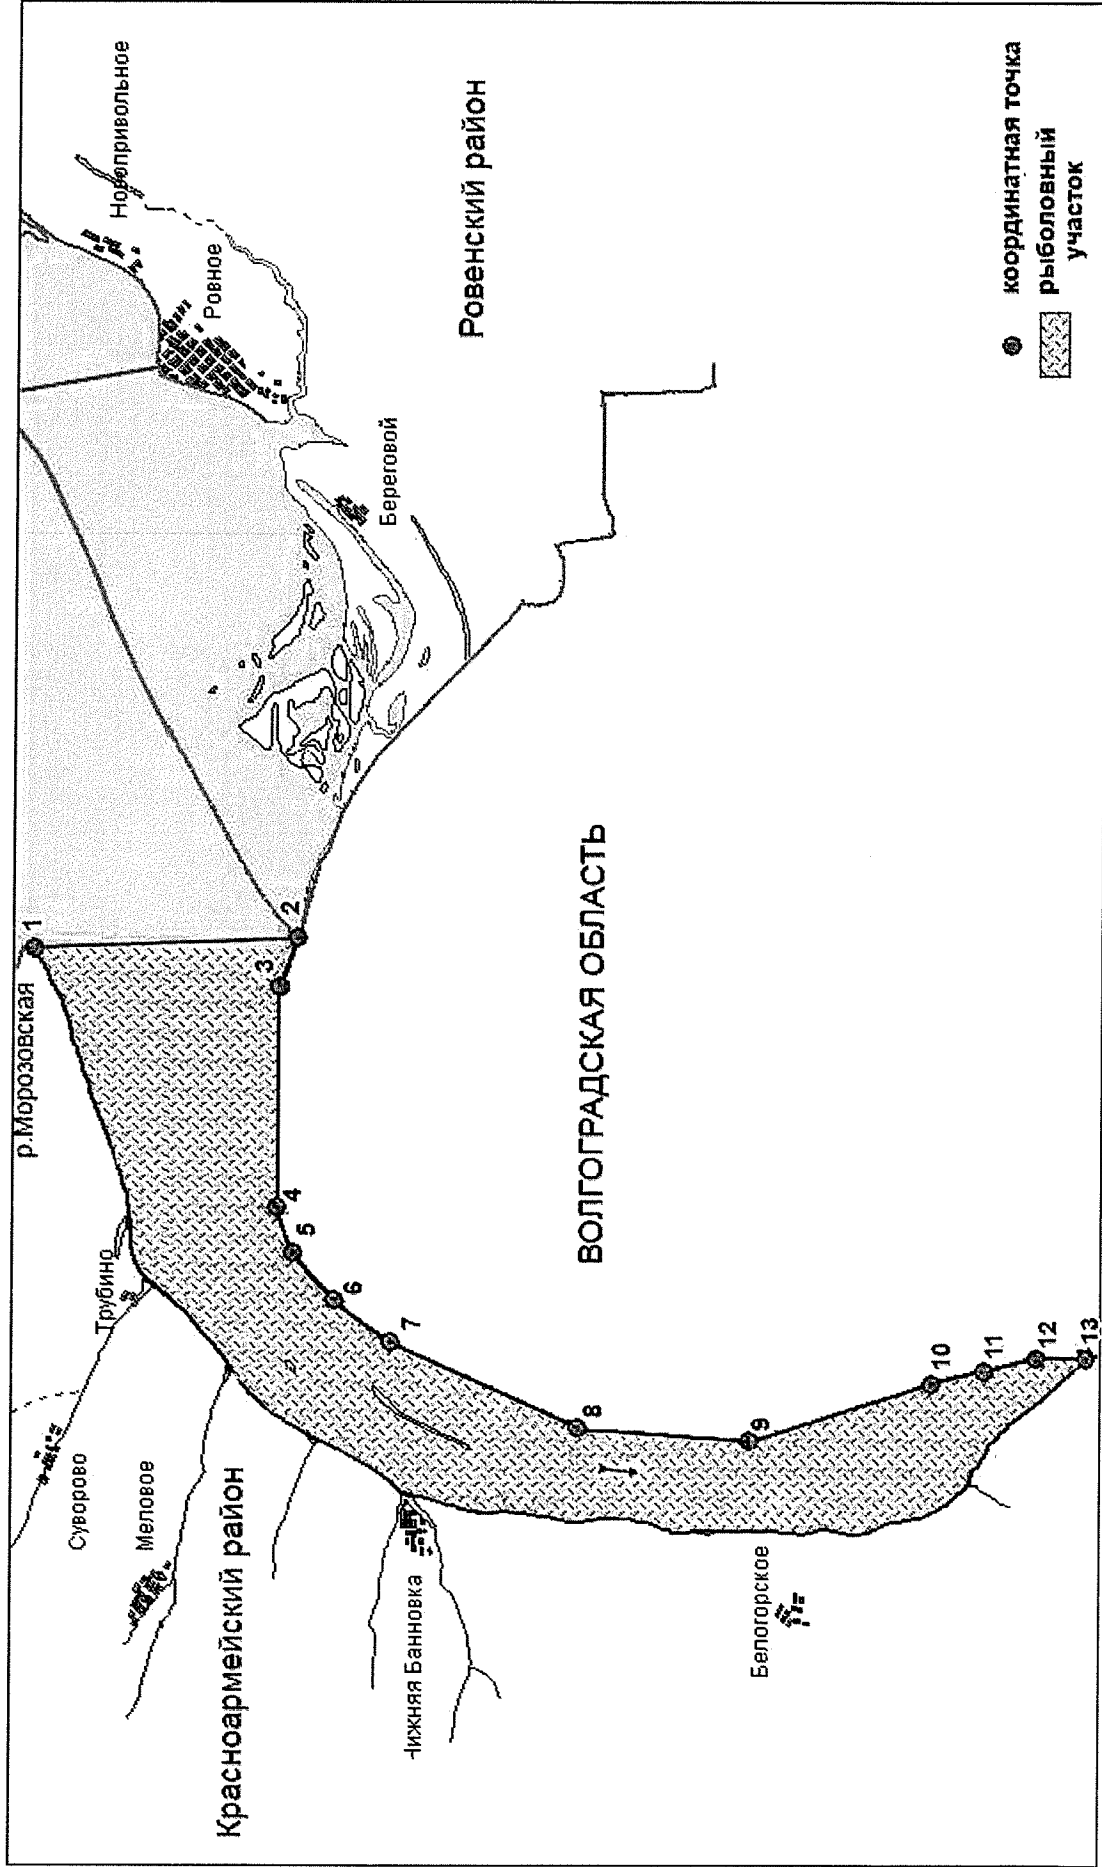 р.Морозовская
1
2
3
4
5
6
7
8
9
10
11
12
13
Новопривольное
Ровное
Ровенский район
Береговой
Трубино
Суворово
Меловое
Красноармейский район
Нижняя Банновка
Белогорское
ВОЛГОГРАДСКАЯ ОБЛАСТЬ
координатная точка
рыболовный
участок